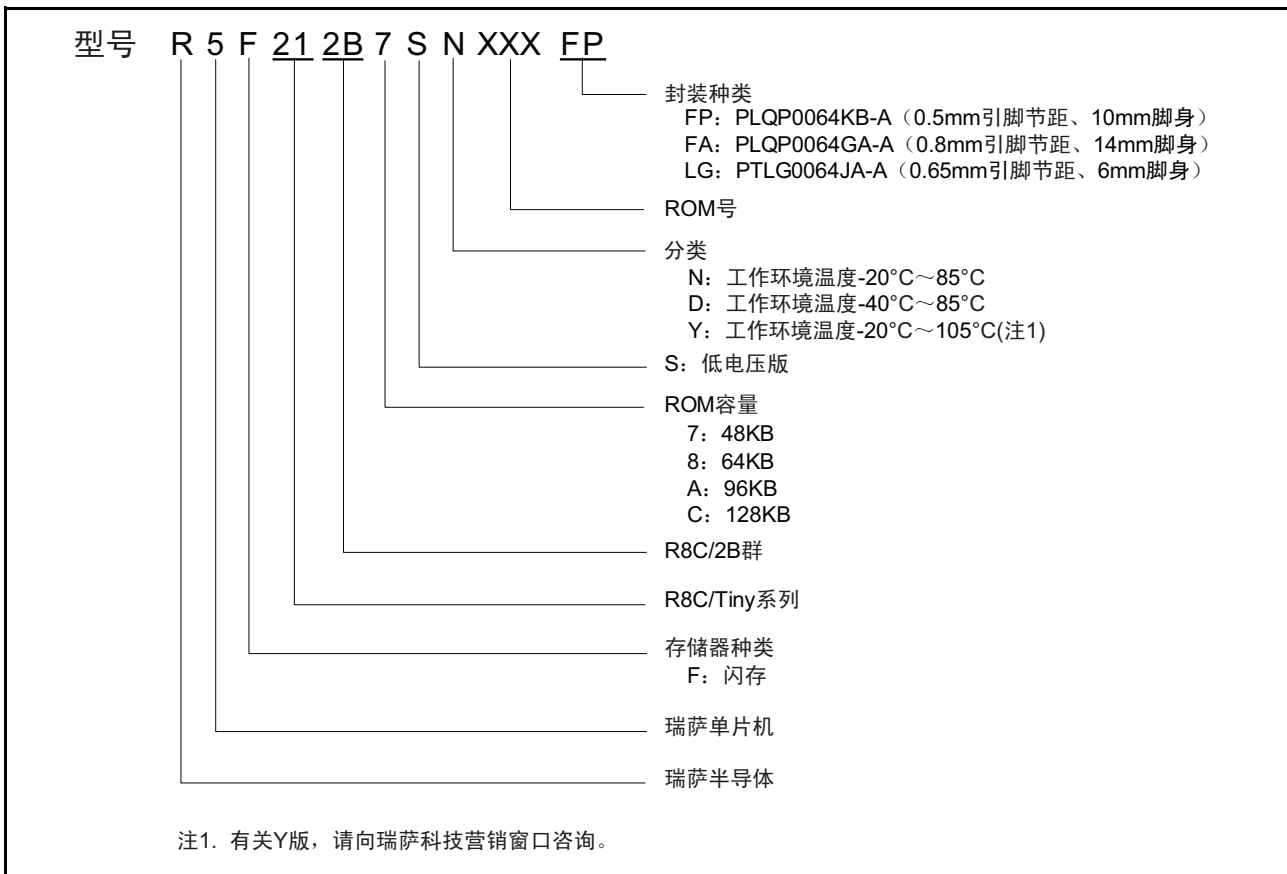 型号 R 5 F 21 2B 7 S N XXX FP
封装种类
FP：PLQP0064KB-A（0.5mm引脚节距、10mm脚身）
FA：PLQP0064GA-A（0.8mm引脚节距、14mm脚身）
LG：PTLG0064JA-A（0.65mm引脚节距、6mm脚身）
ROM号
分类
N：工作环境温度-20°C～85°C
D：工作环境温度-40°C～85°C
Y：工作环境温度-20°C～105°C(注1)
S：低电压版
ROM容量
7：48KB
8：64KB
A：96KB
C：128KB
R8C/2B群
R8C/Tiny系列
存储器种类
F：闪存
瑞萨单片机
瑞萨半导体
注1. 有关Y版，请向瑞萨科技营销窗口咨询。